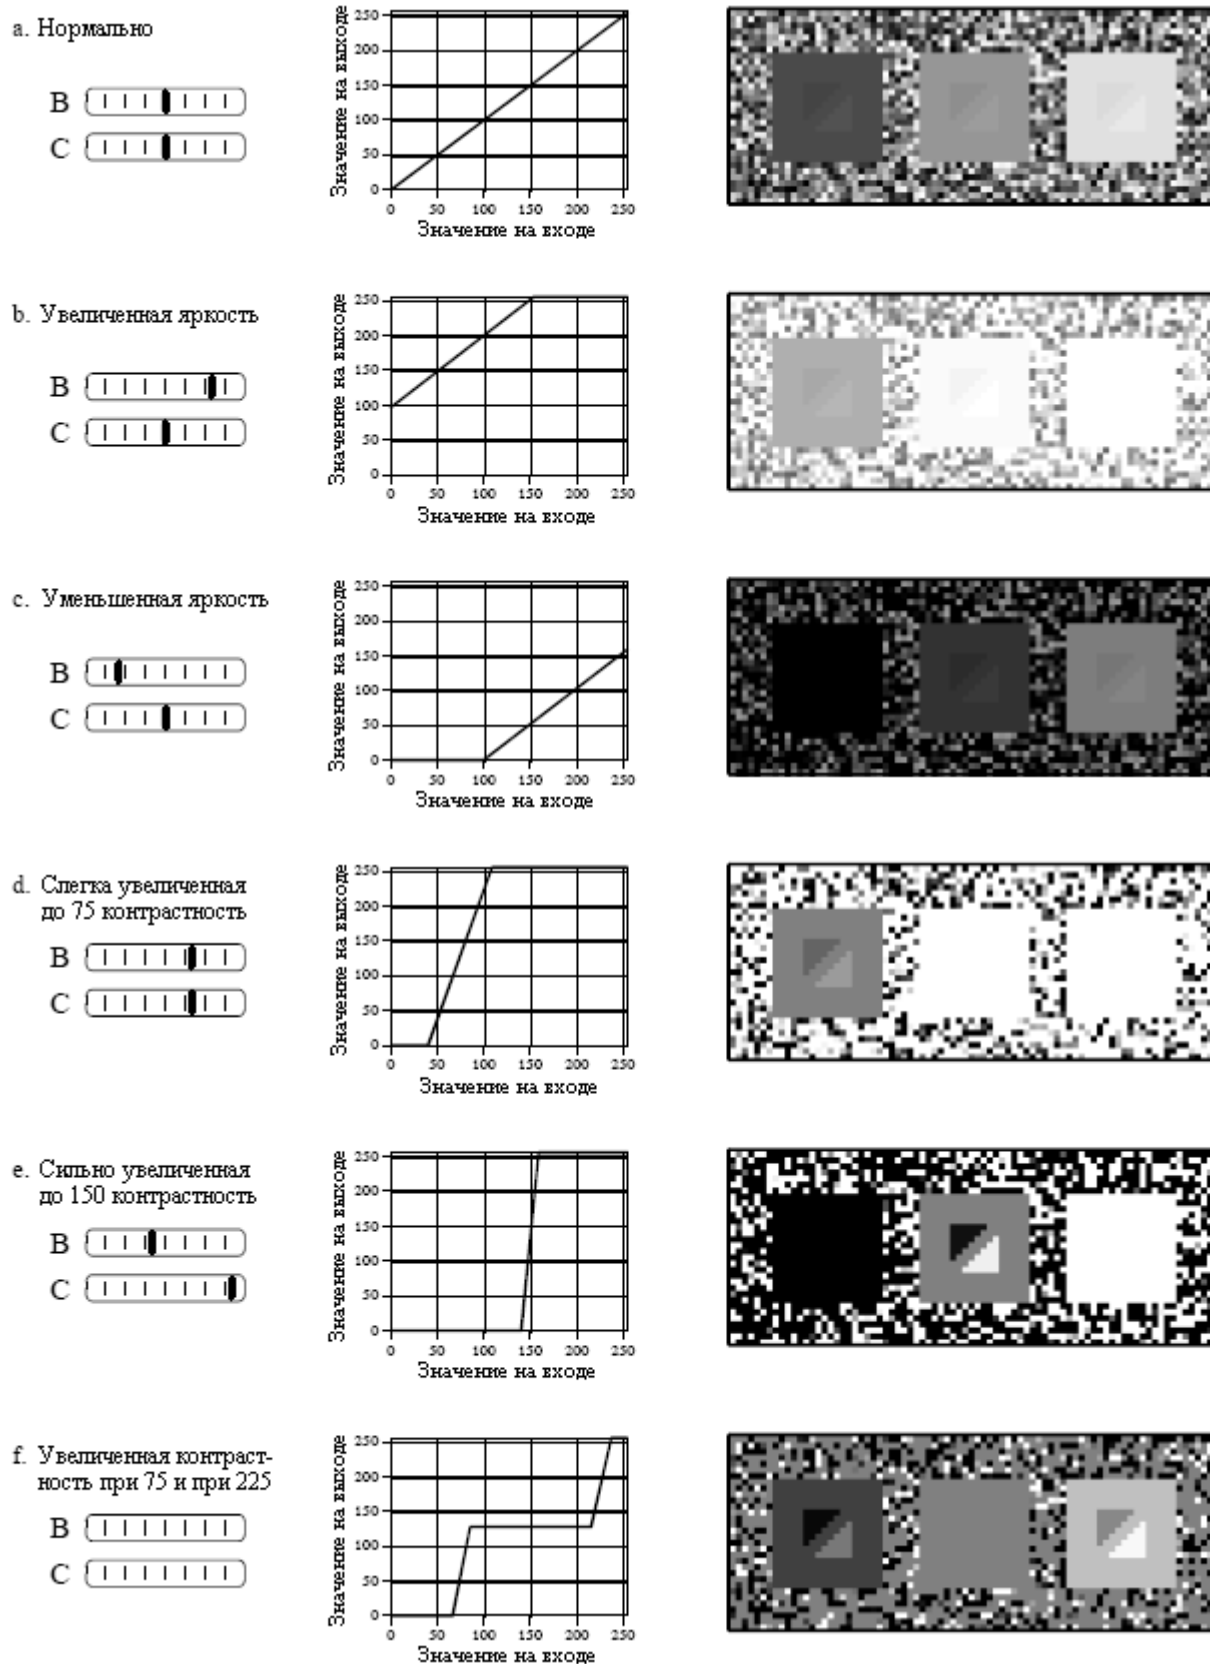 a. Нормально
B
C
Значение на выходе
250
200
150
100
50
0
0 50 100 150 200 250
Значение на входе
b. Увеличенная яркость
B
C
Значение на выходе
250
200
150
100
50
0
0 50 100 150 200 250
Значение на входе
c. Уменьшенная яркость
B
C
Значение на выходе
250
200
150
100
50
0
0 50 100 150 200 250
Значение на входе
d. Слегка увеличенная
до 75 контрастность
B
C
Значение на выходе
250
200
150
100
50
0
0 50 100 150 200 250
Значение на входе
e. Сильно увеличенная
до 150 контрастность
B
C
Значение на выходе
250
200
150
100
50
0
0 50 100 150 200 250
Значение на входе
f. Увеличенная контраст-
ность при 75 и при 225
B
C
Значение на выходе
250
200
150
100
50
0
0 50 100 150 200 250
Значение на входе